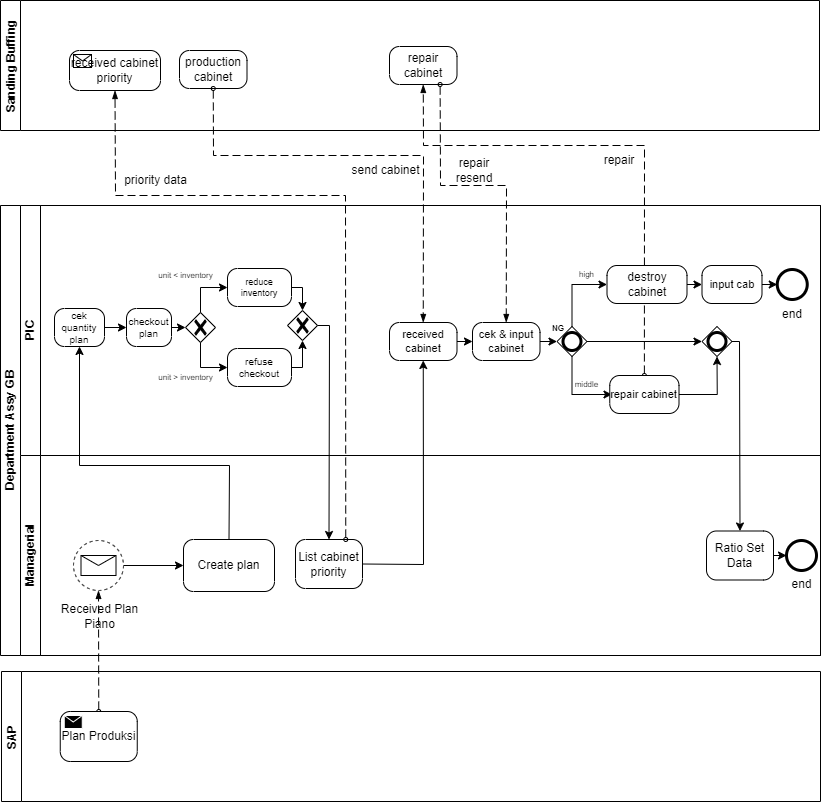 Sanding Buffing
received cabinet
priority
production
cabinet
repair
cabinet
priority data
send cabinet
repair
resend
repair
Department Assy GB
PIC
cek
quantity
plan
checkout
plan
unit < inventory
unit > inventory
reduce
inventory
refuse
checkout
received
cabinet
cek & input
cabinet
NG
high
middle
destroy
cabinet
input cab
end
repair cabinet
Managerial
Received Plan
Piano
Create plan
List cabinet
priority
Ratio Set
Data
end
SAP
Plan Produksi